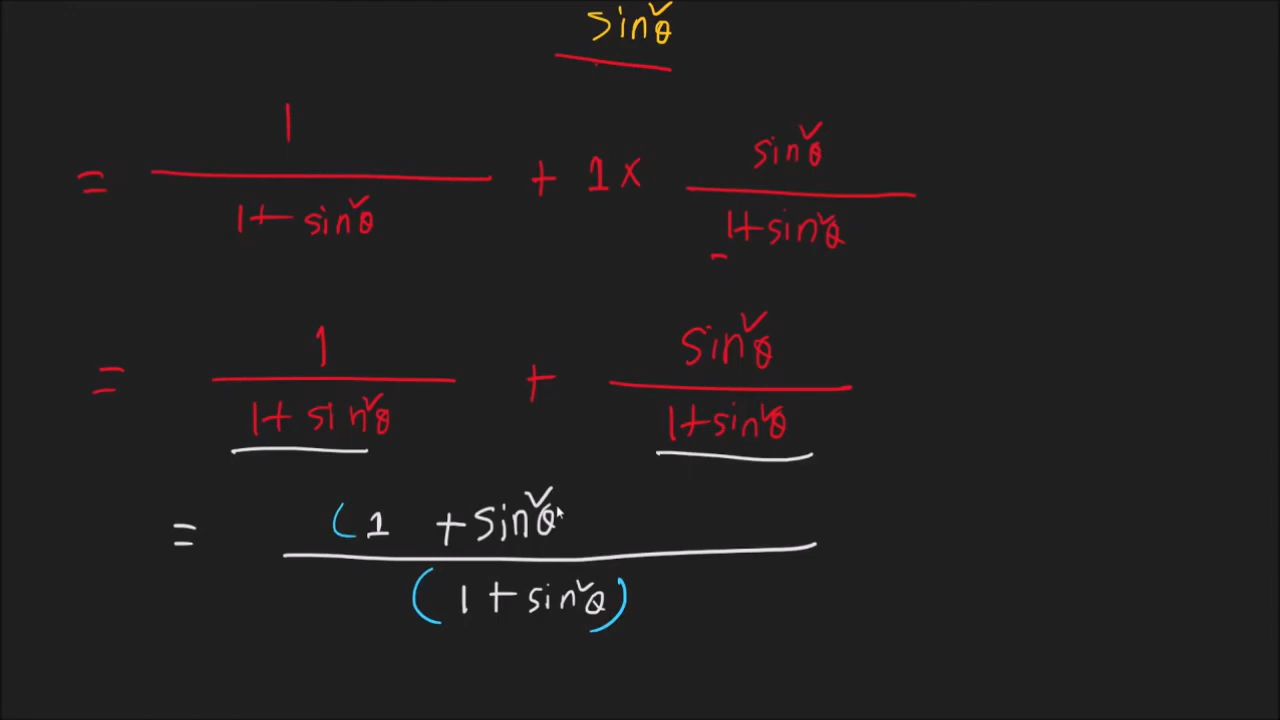 sin²θ
= 1/(1 + sin²θ) + 1 × sin²θ/(1+sin²θ)
= 1/(1 + sin²θ) + sin²θ/(1+sin²θ)
= (1 + sin²θ/(1 + sin²θ)